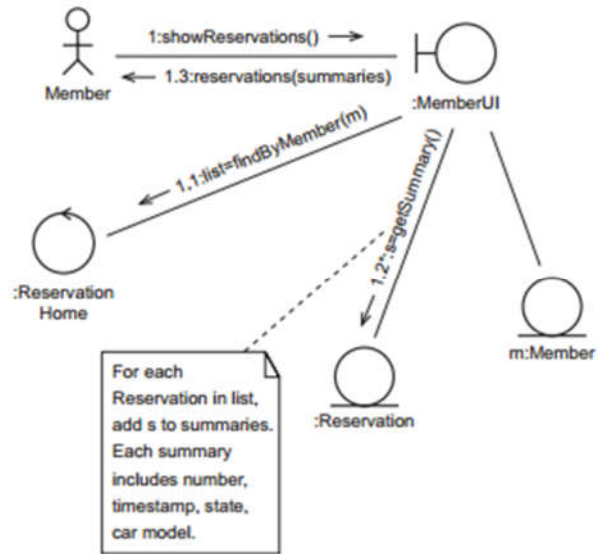 1:showReservations()
1.3:reservations(summaries)
Member
:MemberUI
1,1:list=findByMember(m)
1.2*:s=getSummary()
:Reservation
Home
m:Member
:Reservation
For each
Reservation in list,
add s to summaries.
Each summary
includes number,
timestamp, state,
car model.